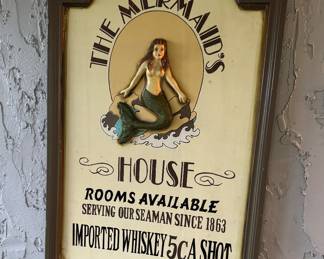 THE MERMAID'S
HOUSE
ROOMS AVAILABLE
SERVING OUR SEAMAN SINCE 1863
IMPORTED WHISKEY 5¢ A SHOT